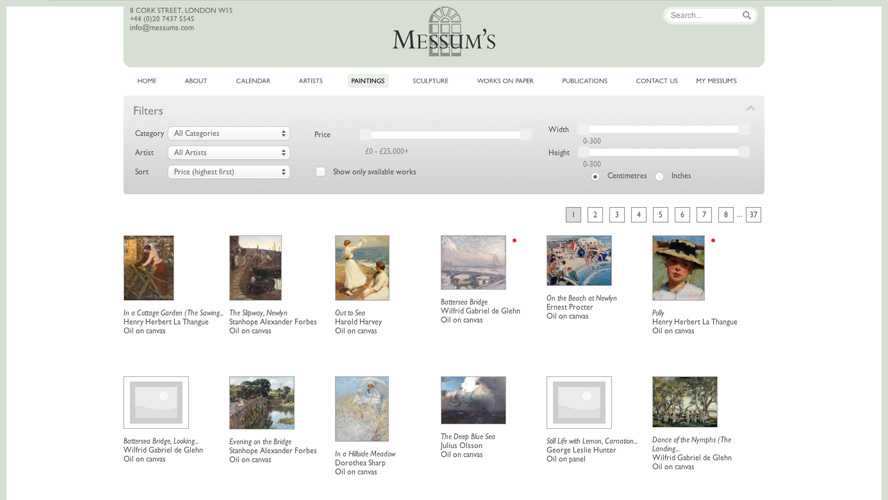 8 CORK STREET, LONDON W1S
+44 (0)20 7437 5545
info@messums.com
MESSUM'S
Search...
HOME ABOUT CALENDAR ARTISTS PAINTINGS SCULPTURE WORKS ON PAPER PUBLICATIONS CONTACT US MY MESSUM'S
Filters
Category All Categories
Artist All Artists
Sort Price (highest first)
Price
£0 - £25,000+
Show only available works
Width
0-300
Height
0-300
Centimetres Inches
1 2 3 4 5 6 7 8 ... 37
In a Cottage Garden (The Sawing...
Henry Herbert La Thangue
Oil on canvas
The Slipway, Newlyn
Stanhope Alexander Forbes
Oil on canvas
Out to Sea
Harold Harvey
Oil on canvas
Battersea Bridge
Wilfrid Gabriel de Glehn
Oil on canvas
On the Beach at Newlyn
Ernest Procter
Oil on canvas
Polly
Henry Herbert La Thangue
Oil on canvas
Battersea Bridge, Looking...
Wilfrid Gabriel de Glehn
Oil on canvas
Evening on the Bridge
Stanhope Alexander Forbes
Oil on canvas
In a Hillside Meadow
Dorothea Sharp
Oil on canvas
The Deep Blue Sea
Julius Olsson
Oil on canvas
Still Life with Lemon, Carnation...
George Leslie Hunter
Oil on panel
Dance of the Nymphs (The
Landing...
Wilfrid Gabriel de Glehn
Oil on canvas